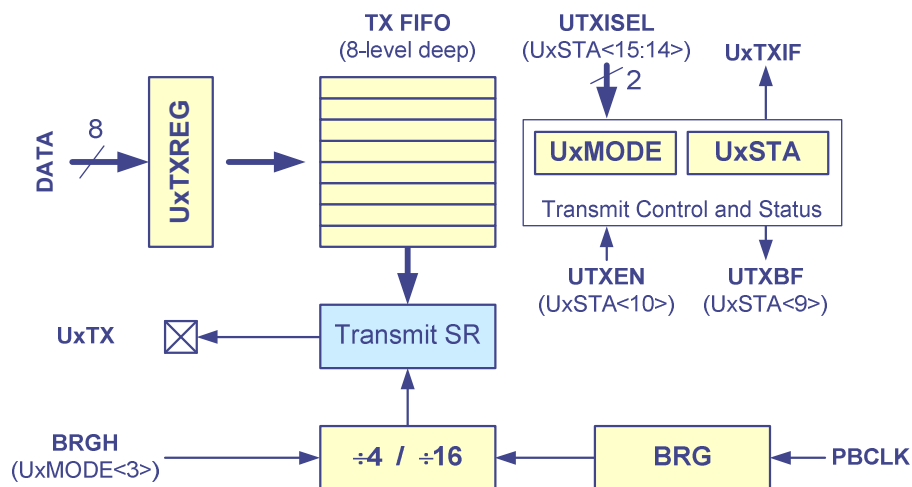 TX FIFO
(8-level deep)
UTXISEL
(UxSTA<15:14>)
UxTXIF
2
DATA
8
UxTXREG
UxMODE
UxSTA
Transmit Control and Status
UTXEN
(UxSTA<10>)
UTXBF
(UxSTA<9>)
UxTX
Transmit SR
BRGH
(UxMODE<3>)
÷4 / ÷16
BRG
PBCLK